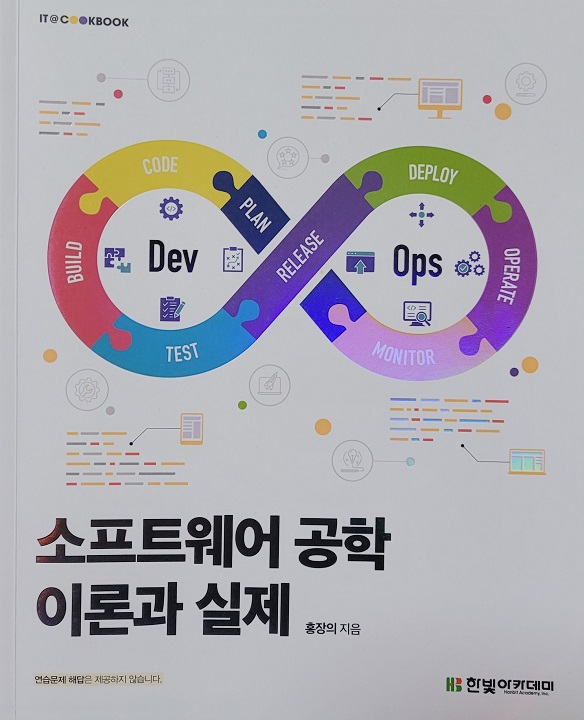 IT@COOKBOOK
CODE
PLAN
BUILD
Dev
TEST
RELEASE
DEPLOY
OPERATE
Ops
MONITOR
소프트웨어 공학
이론과 실제
홍장의 지음
연습문제 해답은 제공하지 않습니다.
한빛아카데미
Hanbit Academy, Inc.